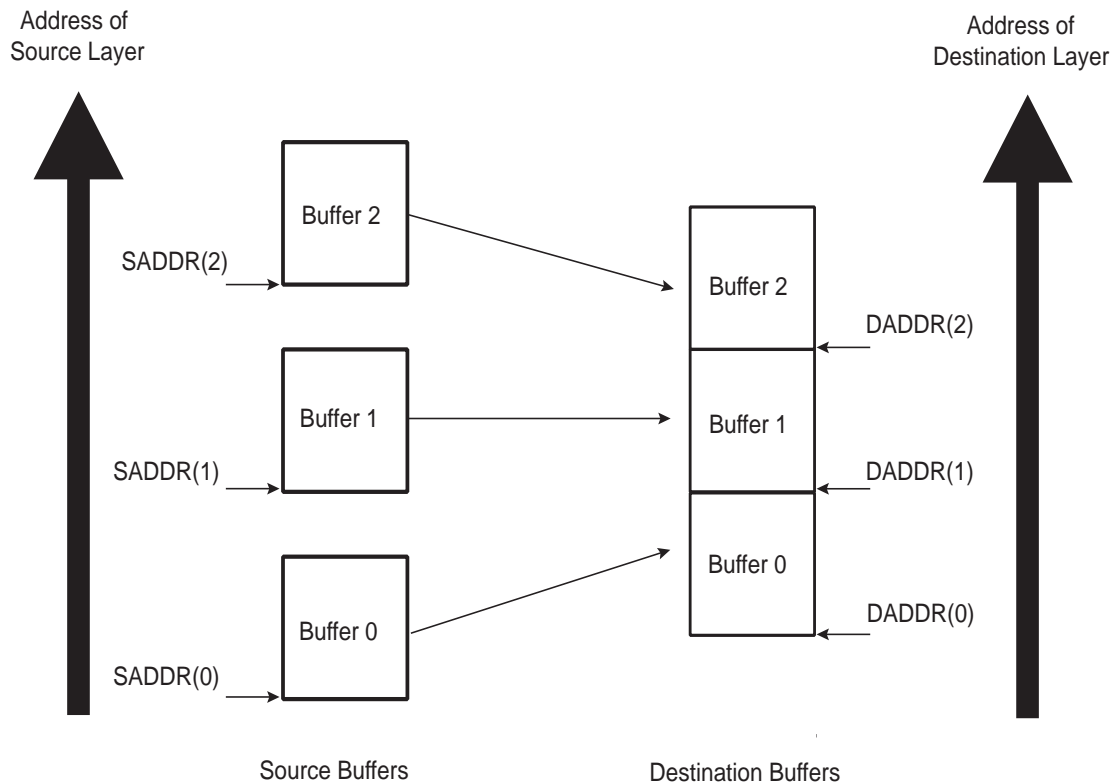 Address of
Source Layer
Address of
Destination Layer
Buffer 2
SADDR(2)
Buffer 2
DADDR(2)
Buffer 1
Buffer 1
SADDR(1)
DADDR(1)
Buffer 0
Buffer 0
DADDR(0)
SADDR(0)
Source Buffers
Destination Buffers